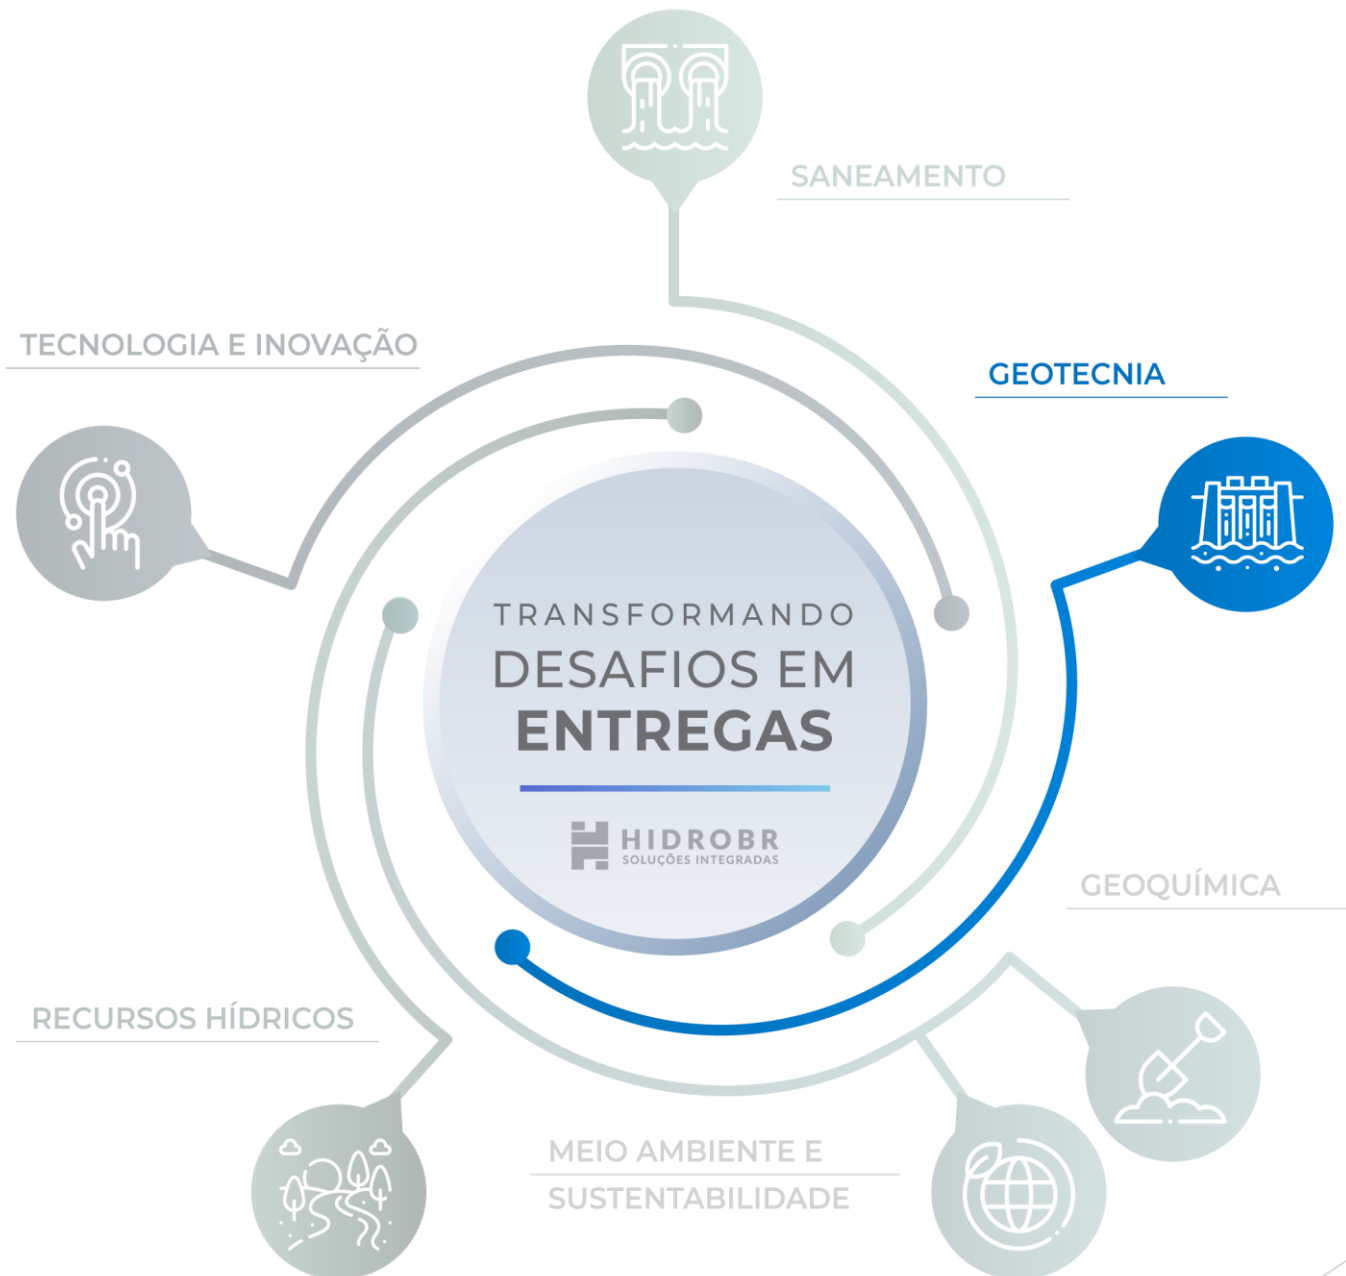 SANEAMENTO
TECNOLOGIA E INOVAÇÃO
GEOTECNIA
TRANSFORMANDO
DESAFIOS EM
ENTREGAS
HIDROBR
SOLUÇÕES INTEGRADAS
GEOQUÍMICA
RECURSOS HÍDRICOS
MEIO AMBIENTE E
SUSTENTABILIDADE